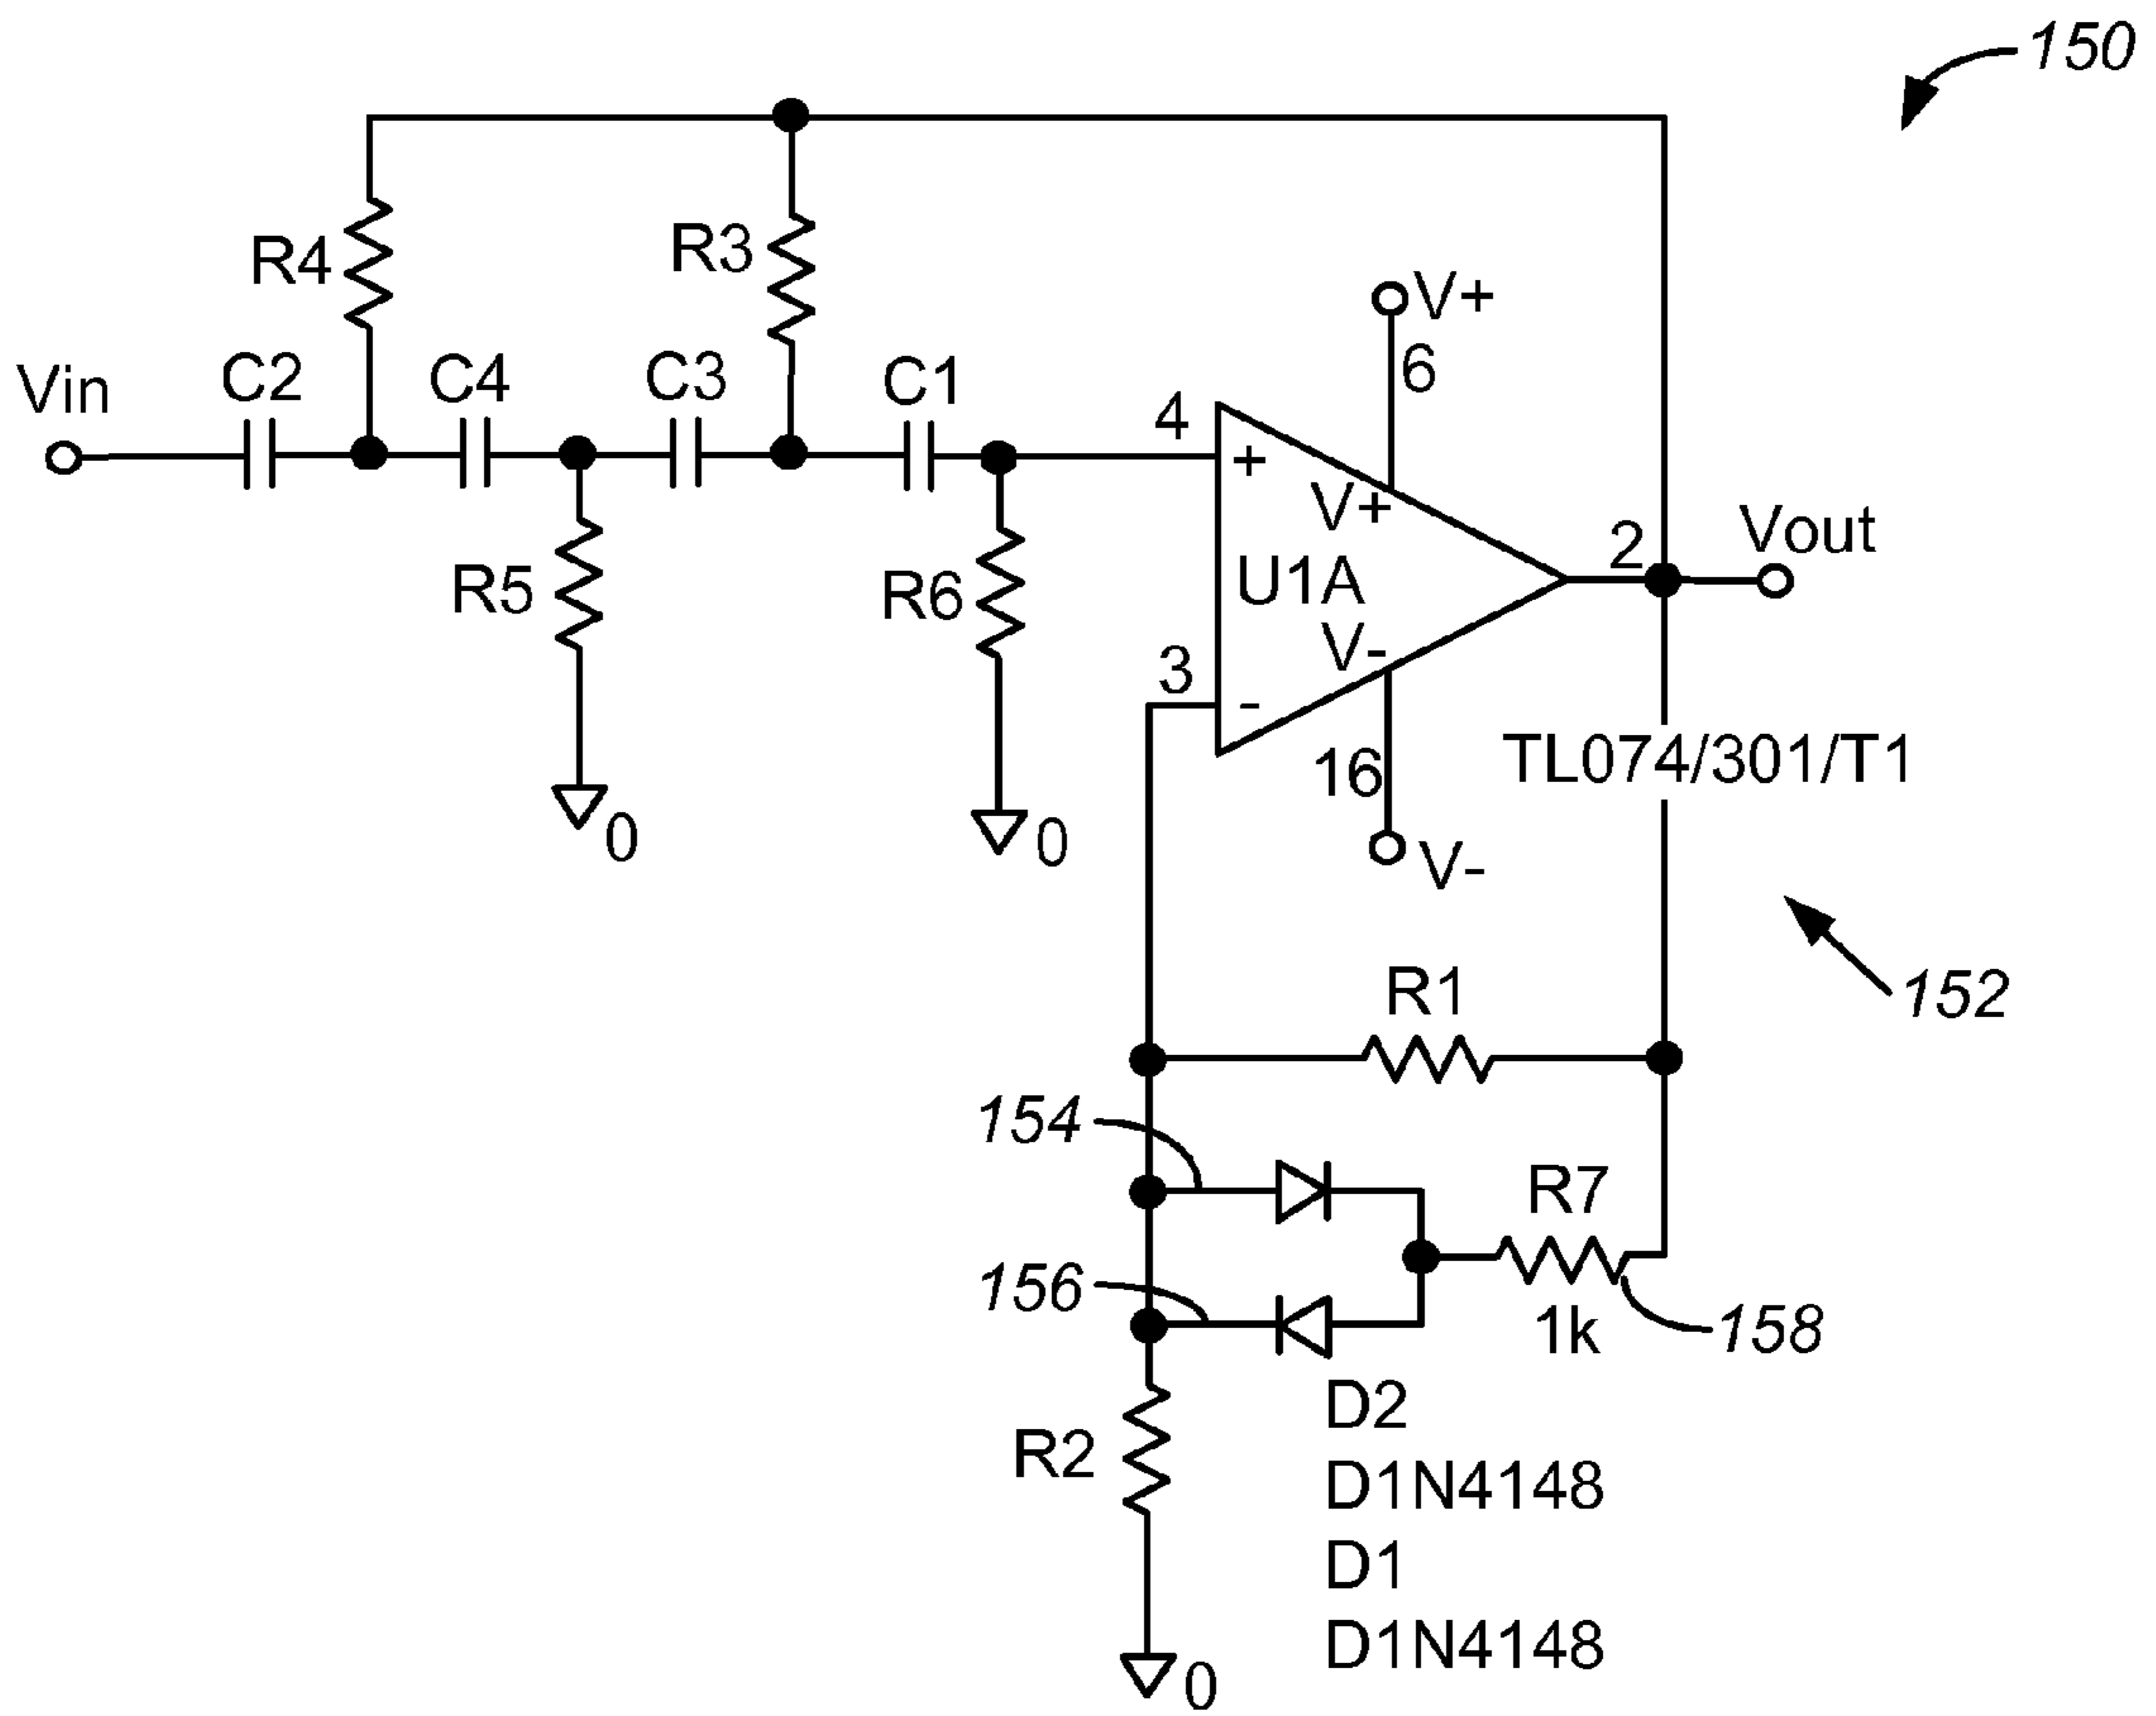 150
R4
R3
V+
6
Vin
C2
C4
C3
C1
4
+
V+
2
Vout
R5
R6
U1A
V-
3
-
16
TL074/301/T1
0
0
V-
R1
152
154
R7
156
1k
158
D2
R2
D1N4148
D1
D1N4148
0